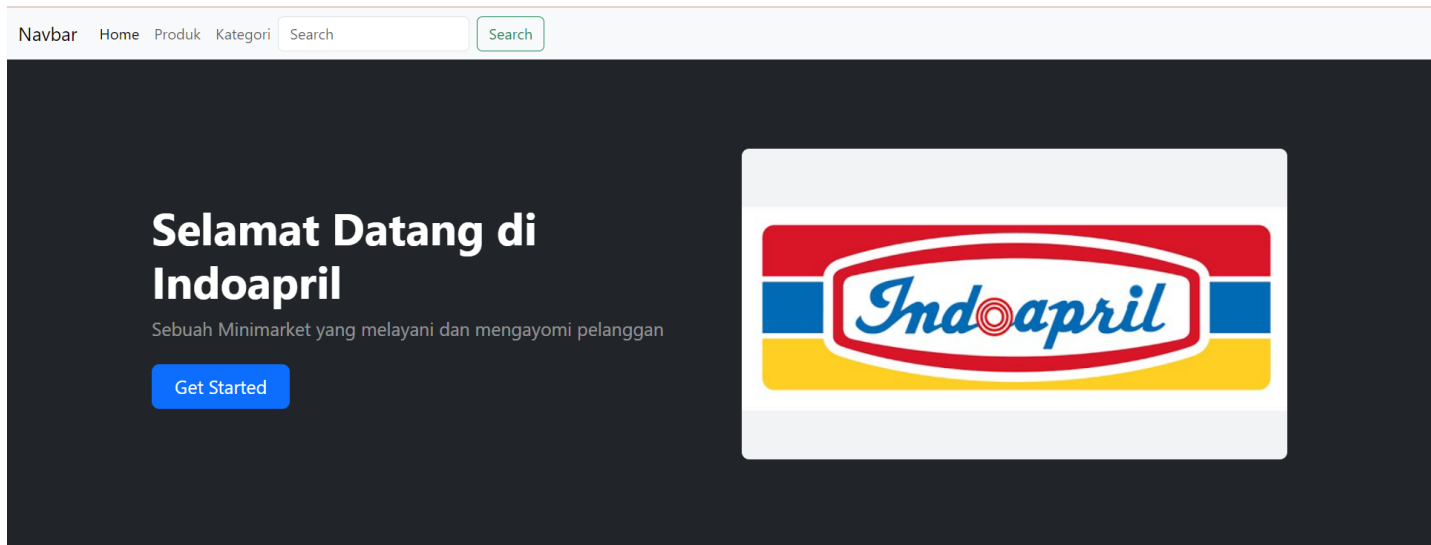 Navbar Home Produk Kategori Search Search
Selamat Datang di
Indoapril
Sebuah Minimarket yang melayani dan mengayomi pelanggan
Get Started
Indoapril